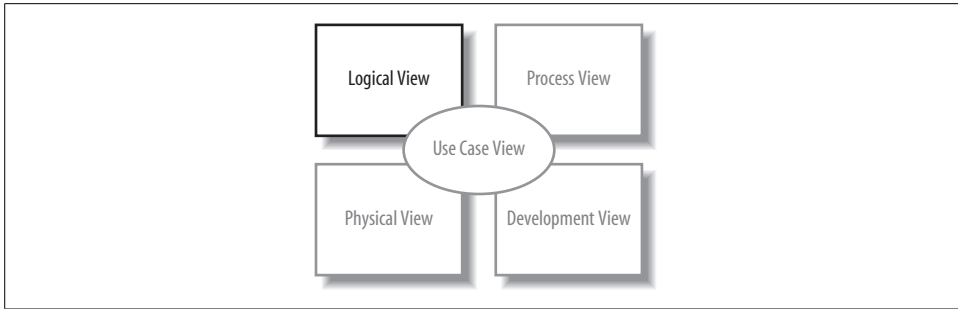 Logical View
Process View
Use Case View
Physical View
Development View